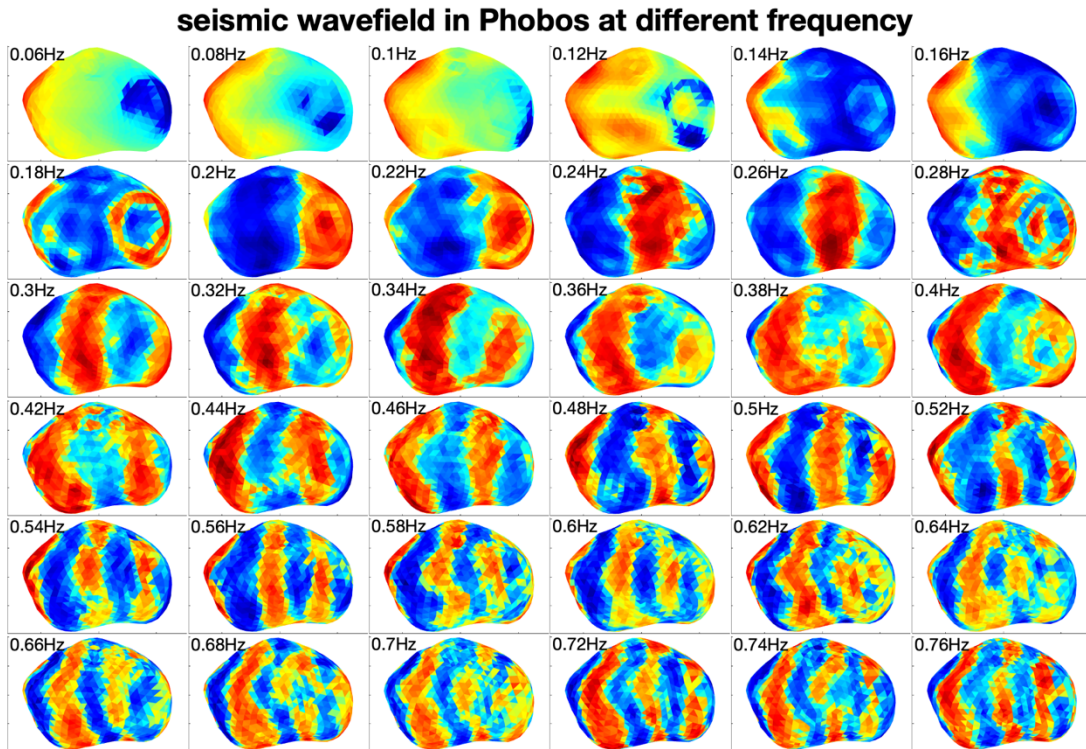 seismic wavefield in Phobos at different frequency
0.06Hz 0.08Hz 0.1Hz 0.12Hz 0.14Hz 0.16Hz
0.18Hz 0.2Hz 0.22Hz 0.24Hz 0.26Hz 0.28Hz
0.3Hz 0.32Hz 0.34Hz 0.36Hz 0.38Hz 0.4Hz
0.42Hz 0.44Hz 0.46Hz 0.48Hz 0.5Hz 0.52Hz
0.54Hz 0.56Hz 0.58Hz 0.6Hz 0.62Hz 0.64Hz
0.66Hz 0.68Hz 0.7Hz 0.72Hz 0.74Hz 0.76Hz